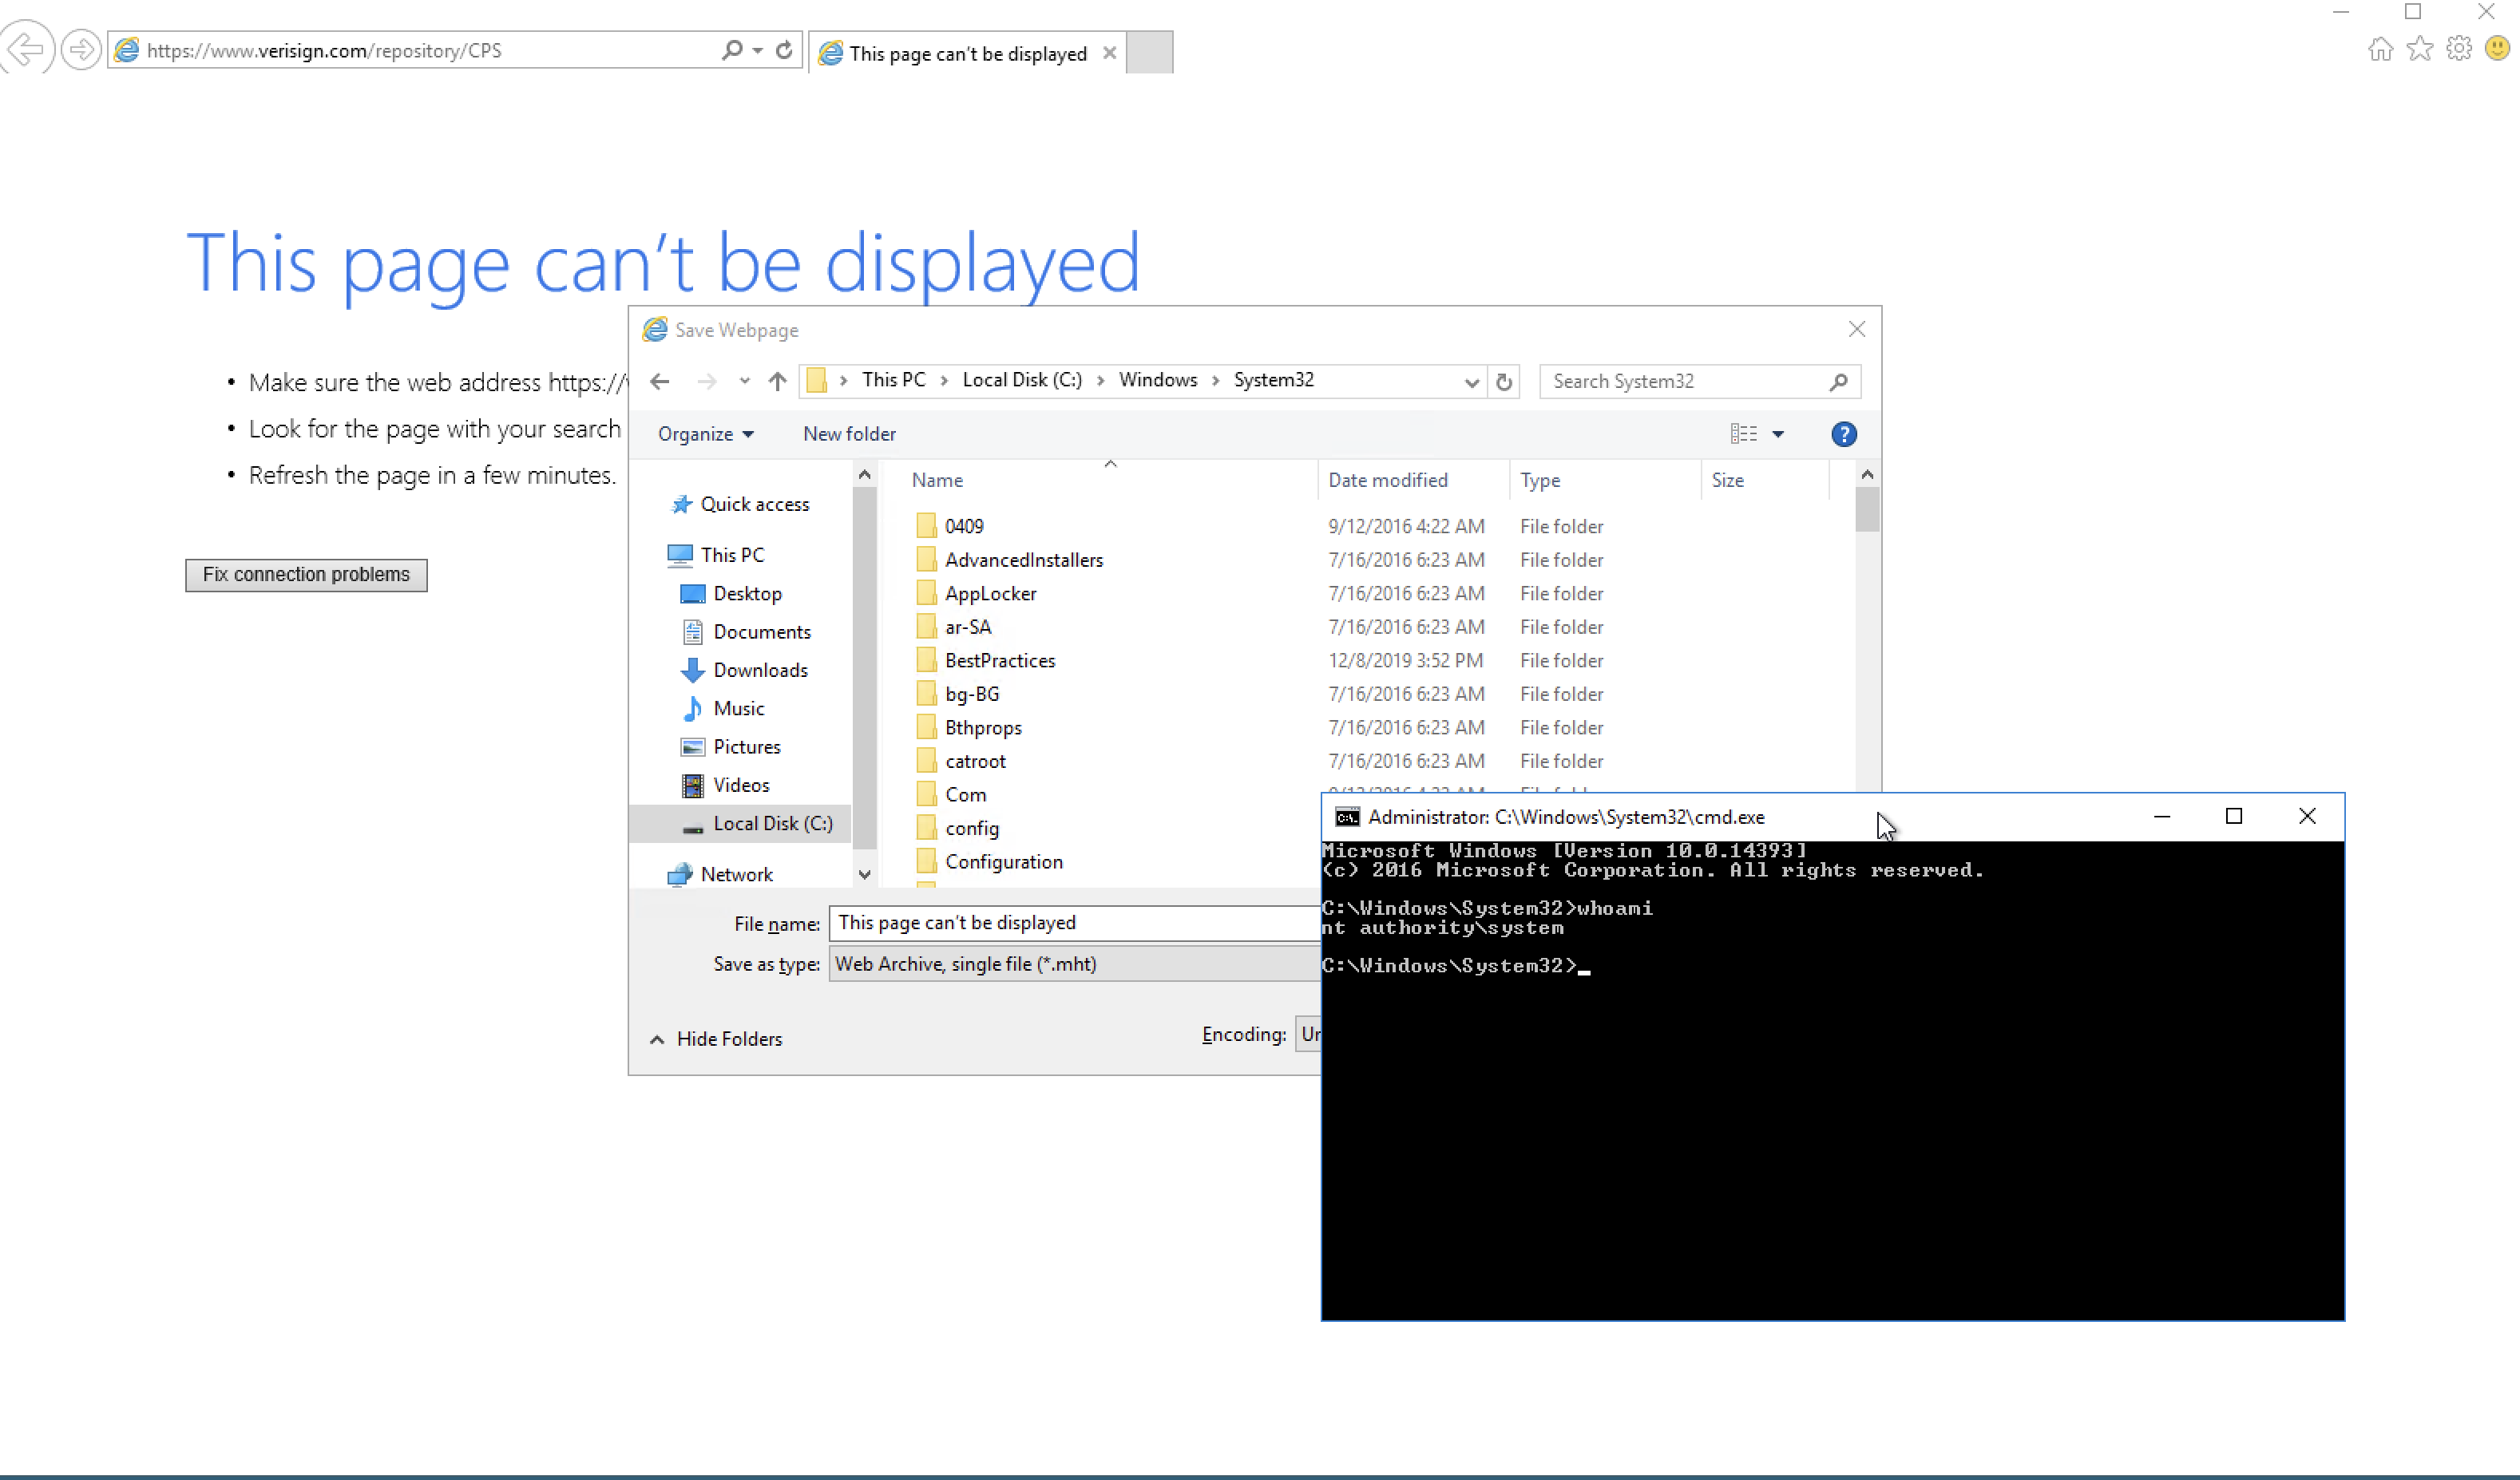 https://www.verisign.com/repository/CPS
This page can't be displayed
This page can't be displayed
Make sure the web address https://
Look for the page with your search
Refresh the page in a few minutes.
Fix connection problems
Save Webpage
This PC > Local Disk (C:) > Windows > System32
Search System32
Organize
New folder
Quick access
This PC
Desktop
Documents
Downloads
Music
Pictures
Videos
Local Disk (C:)
Network
Name Date modified Type Size
0409 9/12/2016 4:22 AM File folder
AdvancedInstallers 7/16/2016 6:23 AM File folder
AppLocker 7/16/2016 6:23 AM File folder
ar-SA 7/16/2016 6:23 AM File folder
BestPractices 12/8/2019 3:52 PM File folder
bg-BG 7/16/2016 6:23 AM File folder
Bthprops 7/16/2016 6:23 AM File folder
catroot 7/16/2016 6:23 AM File folder
Com
config
Configuration
File name: This page can't be displayed
Save as type: Web Archive, single file (*.mht)
Hide Folders
Encoding:
Administrator: C:\Windows\System32\cmd.exe
Microsoft Windows [Version 10.0.14393]
(c) 2016 Microsoft Corporation. All rights reserved.
C:\Windows\System32>whoami
nt authority\system
C:\Windows\System32>